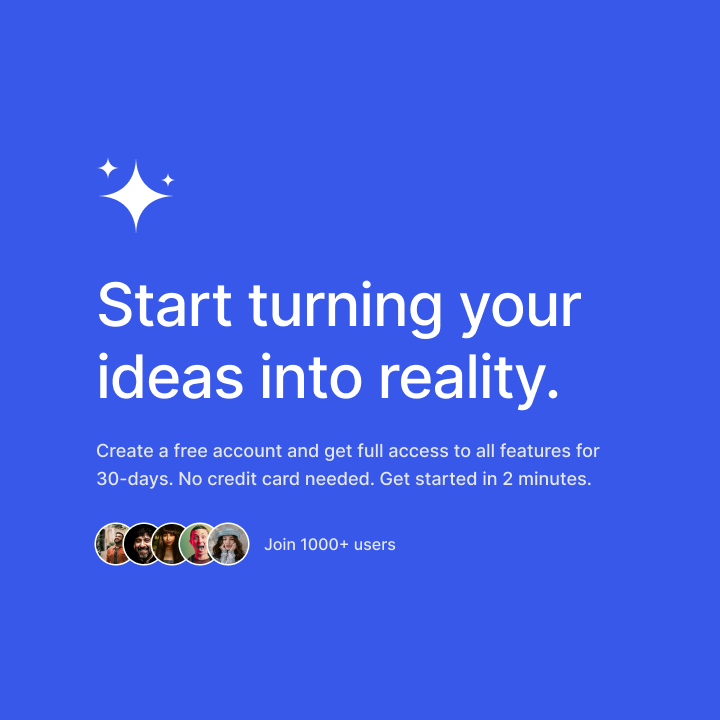 Start turning your
ideas into reality.
Create a free account and get full access to all features for
30-days. No credit card needed. Get started in 2 minutes.
Join 1000+ users